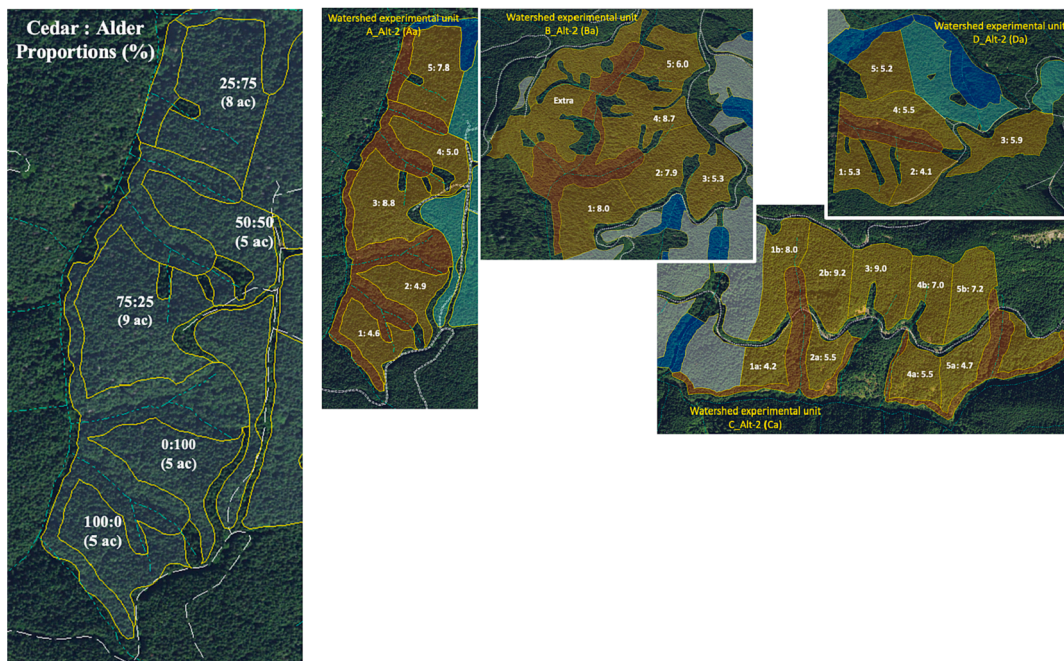 Cedar : Alder
Proportions (%)
25:75
(8 ac)
50:50
(5 ac)
75:25
(9 ac)
0:100
(5 ac)
100:0
(5 ac)
Watershed experimental unit
A_Alt-2 (Aa)
5: 7.8
4: 5.0
3: 8.8
2: 4.9
1: 4.6
Watershed experimental unit
B_Alt-2 (Ba)
5: 6.0
Extra
4: 8.7
2: 7.9
3: 5.3
1: 8.0
Watershed experimental unit
D_Alt-2 (Da)
5: 5.2
4: 5.5
3: 5.9
1: 5.3
2: 4.1
1b: 8.0
2b: 9.2
3: 9.0
4b: 7.0
5b: 7.2
1a: 4.2
2a: 5.5
4a: 5.5
5a: 4.7
Watershed experimental unit
C_Alt-2 (Ca)